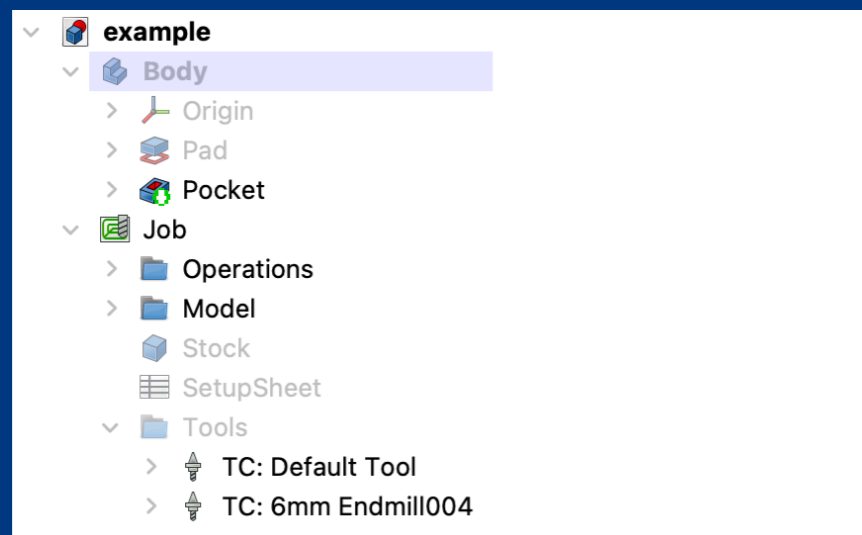 example
Body
Origin
Pad
Pocket
Job
Operations
Model
Stock
SetupSheet
Tools
TC: Default Tool
TC: 6mm Endmill004